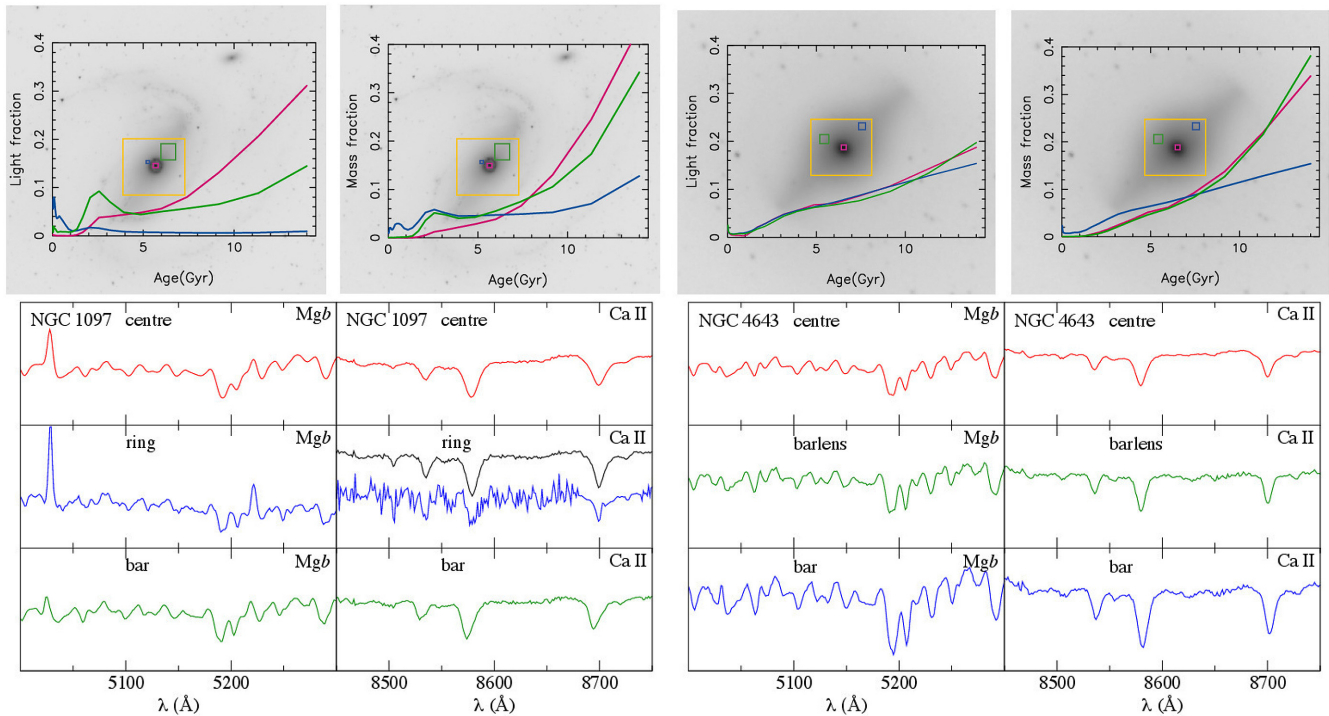 0.4
0.3
0.2
0.1
0
Light fraction
0 5 10
Age(Gyr)
0.4
0.3
0.2
0.1
0
Mass fraction
0 5 10
Age(Gyr)
0.4
0.3
0.2
0.1
0
Light fraction
0 5 10
Age(Gyr)
0.4
0.3
0.2
0.1
0
Mass fraction
0 5 10
Age(Gyr)
NGC 1097 centre Mgb
NGC 1097 centre Ca II
ring Mgb
ring Ca II
bar Mgb
bar Ca II
5100 5200
λ (Å)
8500 8600 8700
λ (Å)
NGC 4643 centre Mgb
NGC 4643 centre Ca II
barlens Mgb
barlens Ca II
bar Mgb
bar Ca II
5100 5200
λ (Å)
8500 8600 8700
λ (Å)